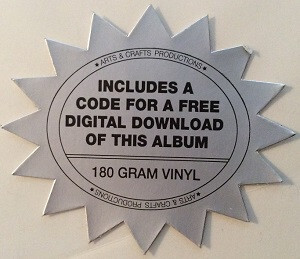 ★ ARTS & CRAFTS PRODUCTIONS ★
INCLUDES A
CODE FOR A FREE
DIGITAL DOWNLOAD
OF THIS ALBUM
180 GRAM VINYL
★ ARTS & CRAFTS PRODUCTIONS ★